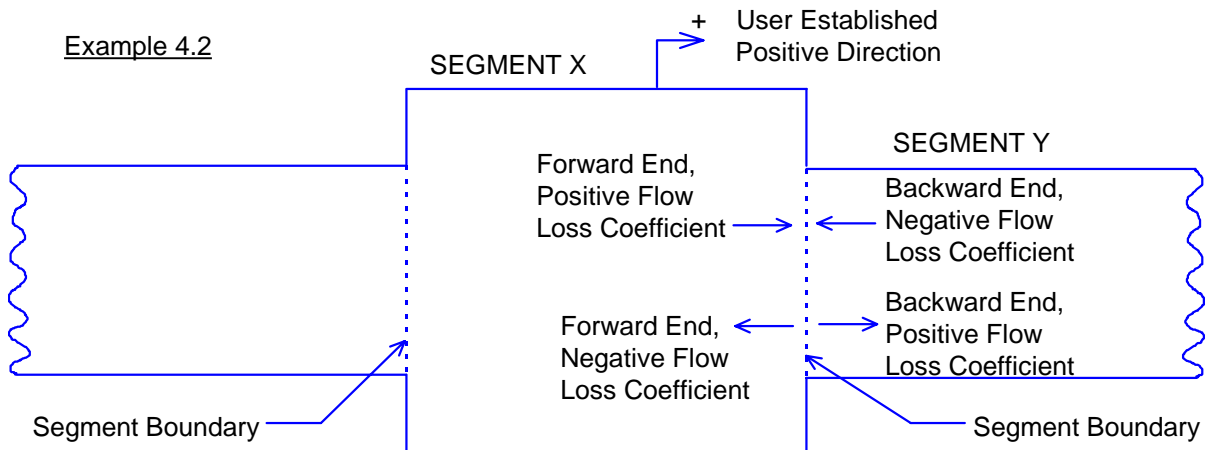 Example 4.2
+ User Established
Positive Direction
SEGMENT X
SEGMENT Y
Forward End,
Positive Flow
Loss Coefficient
Backward End,
Negative Flow
Loss Coefficient
Forward End,
Negative Flow
Loss Coefficient
Backward End,
Positive Flow
Loss Coefficient
Segment Boundary
Segment Boundary